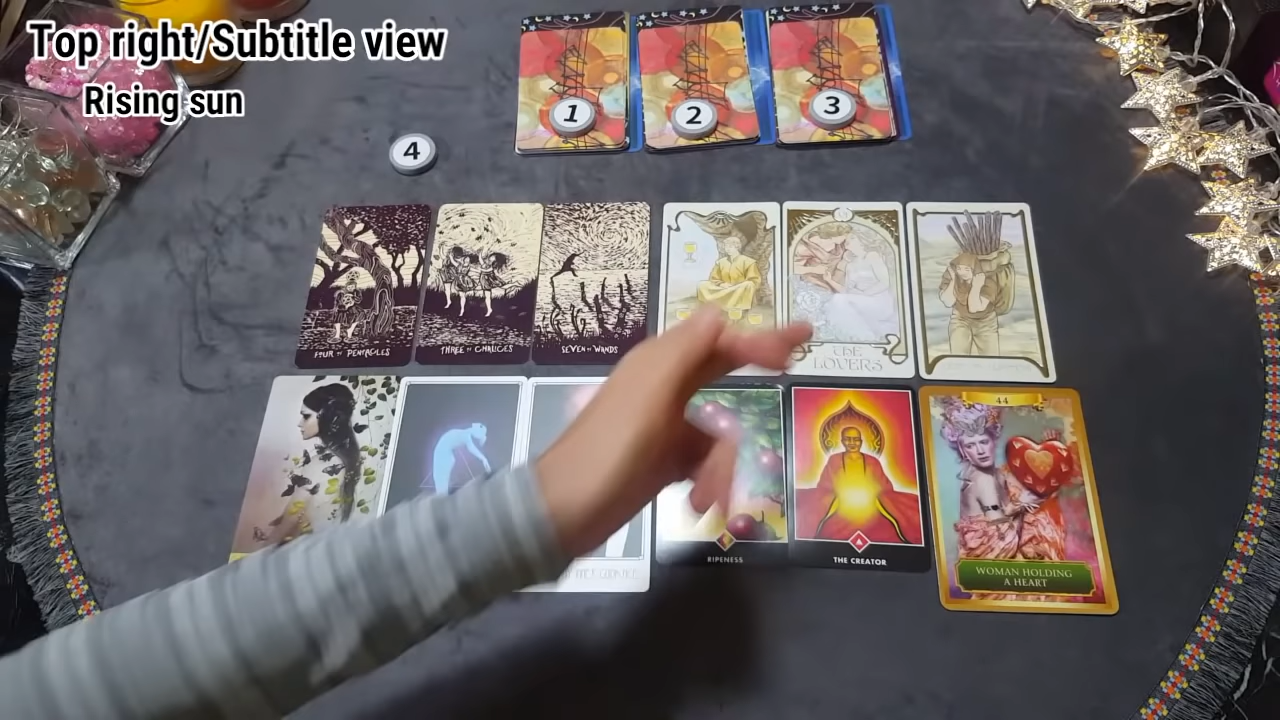 Top right/Subtitle view
Rising sun
1
2
3
4
FOUR OF PENTACLES
THREE OF CHALICES
SEVEN OF WANDS
THE
LOVERS
44
RIPENESS
THE CREATOR
WOMAN HOLDING
A HEART